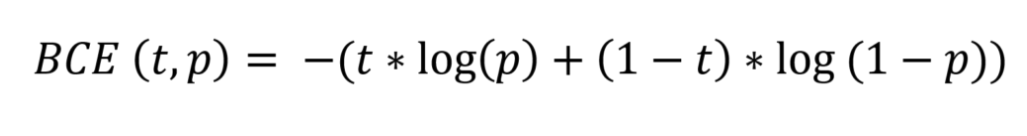 BCE (t,p) = −(t * log(p) + (1 − t) * log (1 − p))